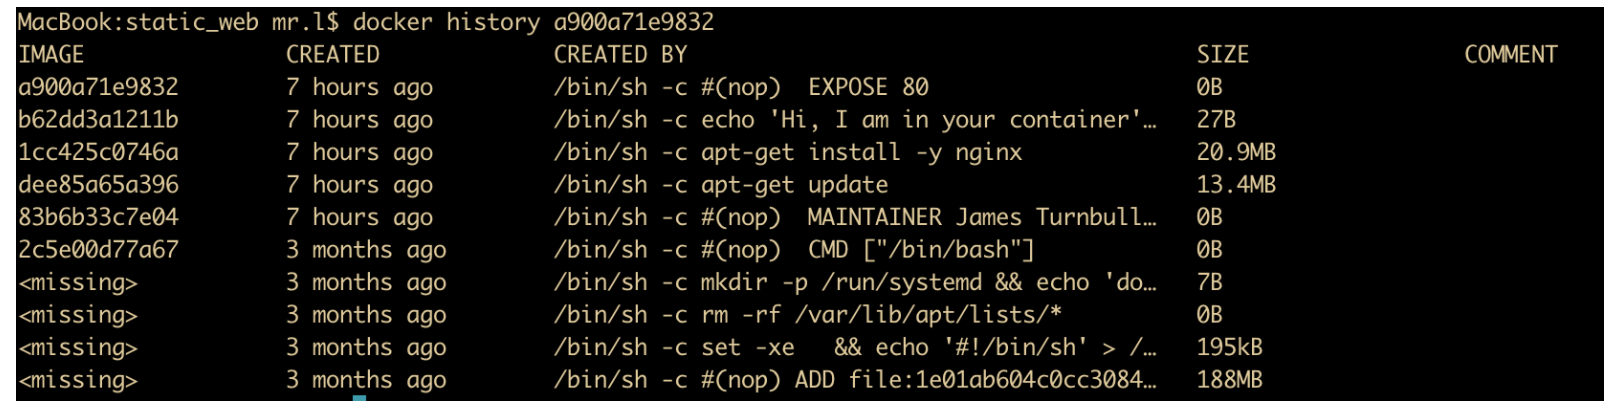 MacBook:static_web mr.l$ docker history a900a71e9832
IMAGE CREATED CREATED BY SIZE COMMENT
a900a71e9832 7 hours ago /bin/sh -c #(nop)  EXPOSE 80 0B
b62dd3a1211b 7 hours ago /bin/sh -c echo 'Hi, I am in your container'… 27B
1cc425c0746a 7 hours ago /bin/sh -c apt-get install -y nginx 20.9MB
dee85a65a396 7 hours ago /bin/sh -c apt-get update 13.4MB
83b6b33c7e04 7 hours ago /bin/sh -c #(nop)  MAINTAINER James Turnbull… 0B
2c5e00d77a67 3 months ago /bin/sh -c #(nop)  CMD ["/bin/bash"] 0B
<missing> 3 months ago /bin/sh -c mkdir -p /run/systemd && echo 'do… 7B
<missing> 3 months ago /bin/sh -c rm -rf /var/lib/apt/lists/* 0B
<missing> 3 months ago /bin/sh -c set -xe   && echo '#!/bin/sh' > /… 195kB
<missing> 3 months ago /bin/sh -c #(nop) ADD file:1e01ab604c0cc3084… 188MB